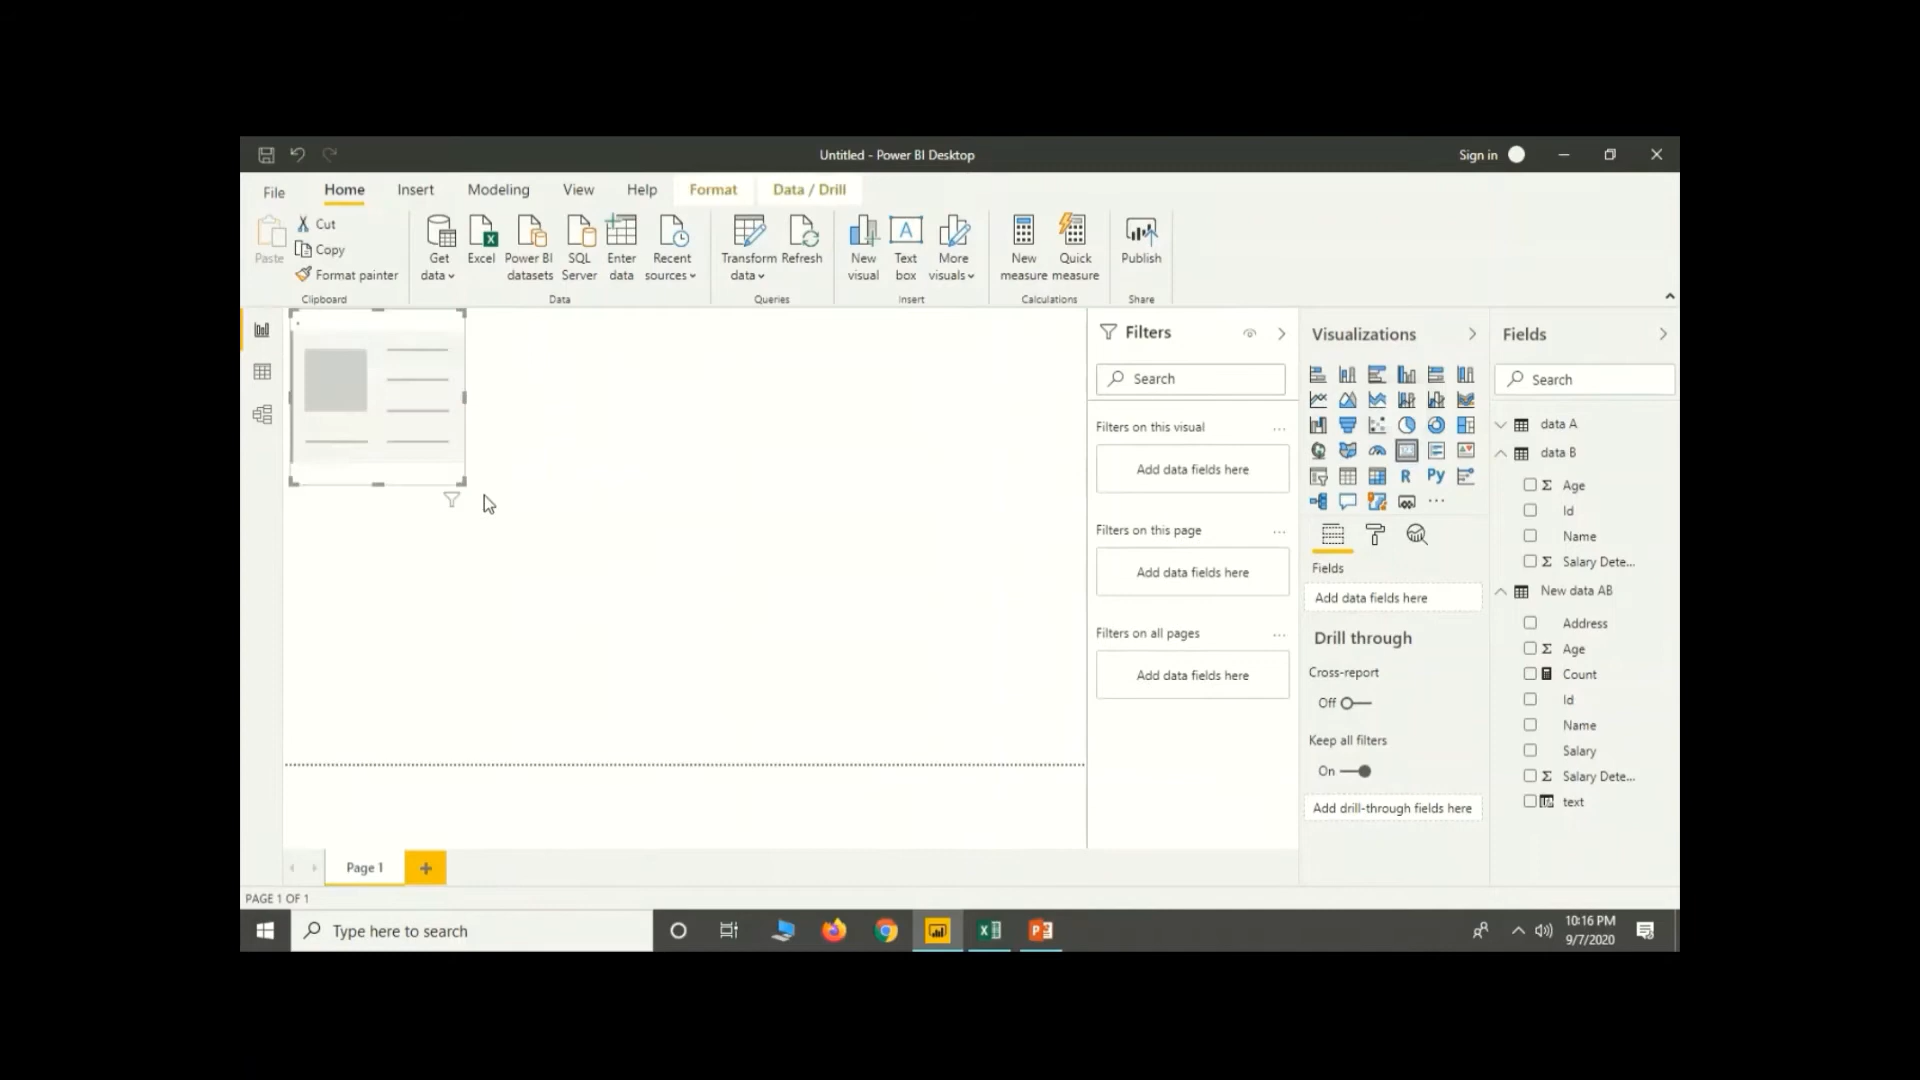 Untitled - Power BI Desktop
Sign in
File
Home
Insert
Modeling
View
Help
Format
Data / Drill
Paste
Cut
Copy
Format painter
Clipboard
Get data
Excel
Power BI datasets
SQL Server
Enter data
Recent sources
Data
Transform data
Refresh
Queries
New visual
A
Text box
More visuals
Insert
New measure
Quick measure
Calculations
Publish
Share
Filters
Search
Filters on this visual
...
Add data fields here
Filters on this page
...
Add data fields here
Filters on all pages
...
Add data fields here
Visualizations
R
Py
...
Fields
Add data fields here
Drill through
Cross-report
Off
Keep all filters
On
Add drill-through fields here
Fields
Search
data A
data B
Σ Age
Id
Name
Σ Salary Dete...
New data AB
Address
Σ Age
Count
Id
Name
Salary
Σ Salary Dete...
text
Page 1
+
PAGE 1 OF 1
Type here to search
10:16 PM
9/7/2020